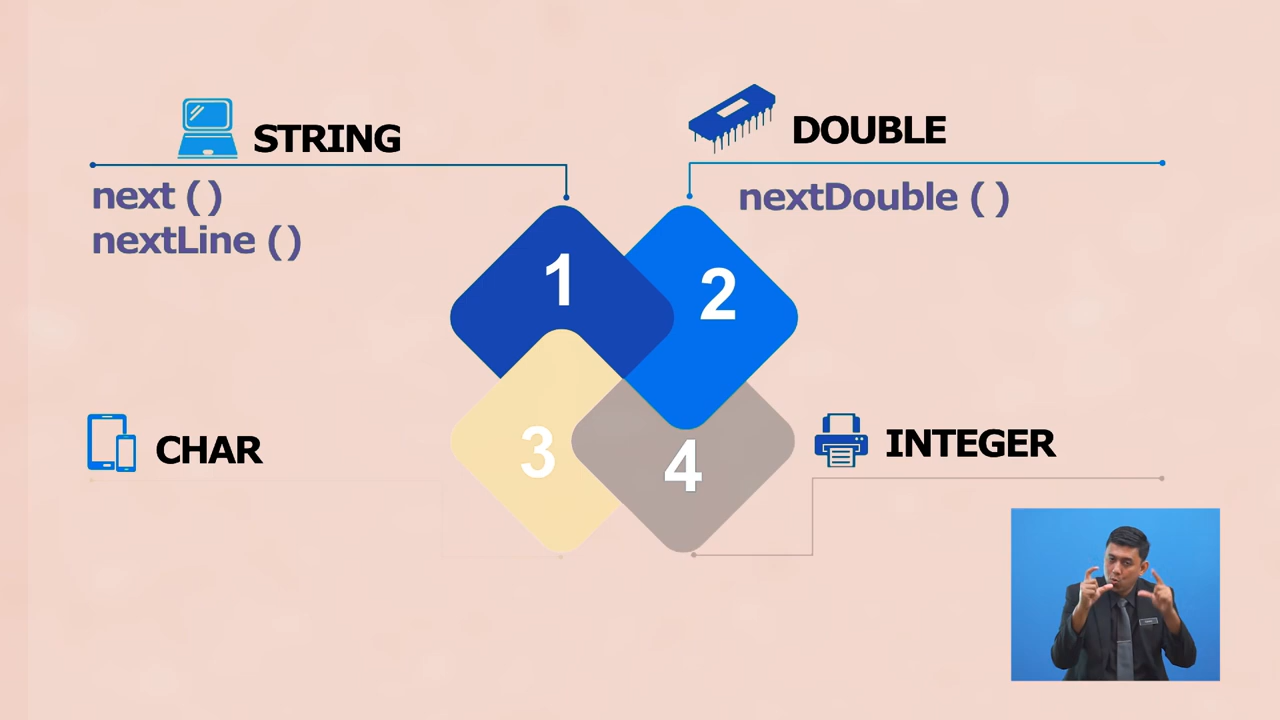 STRING
next ( )
nextLine ( )
DOUBLE
nextDouble ( )
1
2
3
4
CHAR
INTEGER